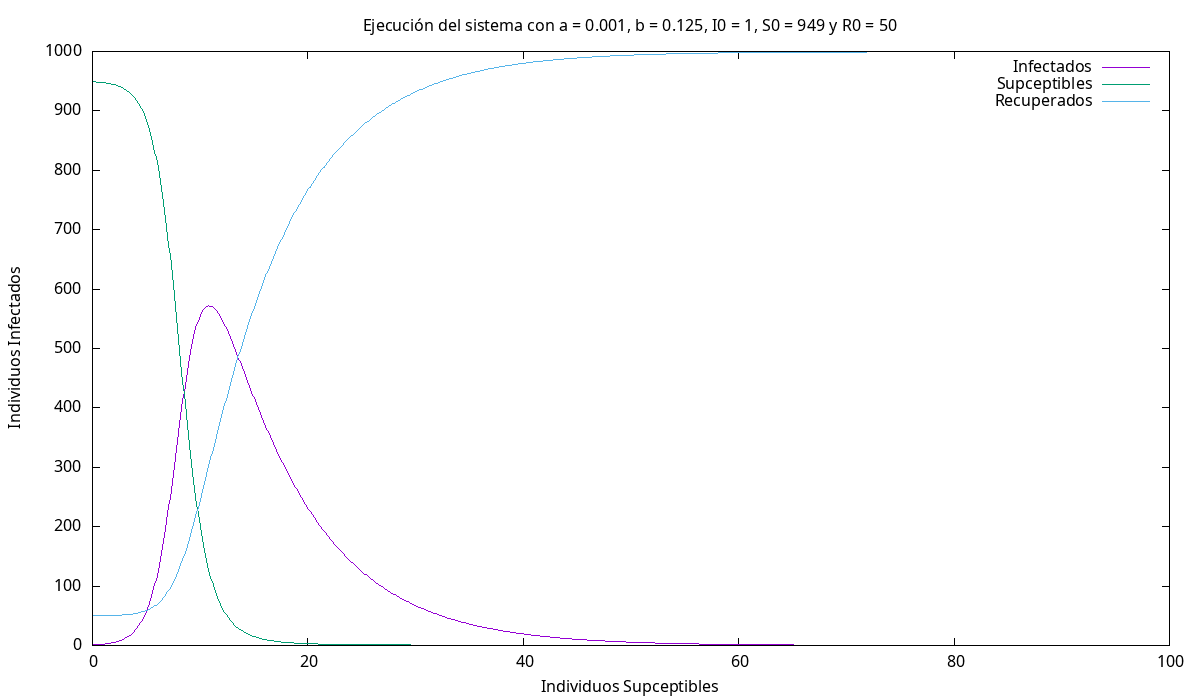 Ejecución del sistema con a = 0.001, b = 0.125, I0 = 1, S0 = 949 y R0 = 50
1000
900
800
700
600
500
400
300
200
100
0
Individuos Infectados
Infectados
Supceptibles
Recuperados
0 20 40 60 80 100
Individuos Supceptibles